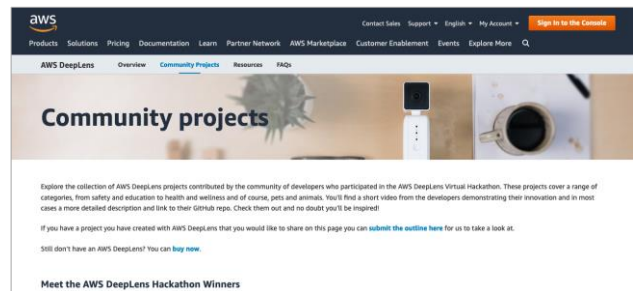 aws
Contact Sales Support English My Account Sign In to the Console
Products Solutions Pricing Documentation Learn Partner Network AWS Marketplace Customer Enablement Events Explore More
AWS DeepLens Overview Community Projects Resources FAQs
Community projects
Explore the collection of AWS DeepLens projects contributed by the community of developers who participated in the AWS DeepLens Virtual Hackathon. These projects cover a range of
categories, from safety and education to health and wellness and of course, pets and animals. You'll find a short video from the developers demonstrating their innovation and in most
cases a more detailed description and link to their GitHub repo. Check them out and no doubt you'll be inspired!
If you have a project you have created with AWS DeepLens that you would like to share on this page you can submit the outline here for us to take a look at.
Still don't have an AWS DeepLens? You can buy now.
Meet the AWS DeepLens Hackathon Winners